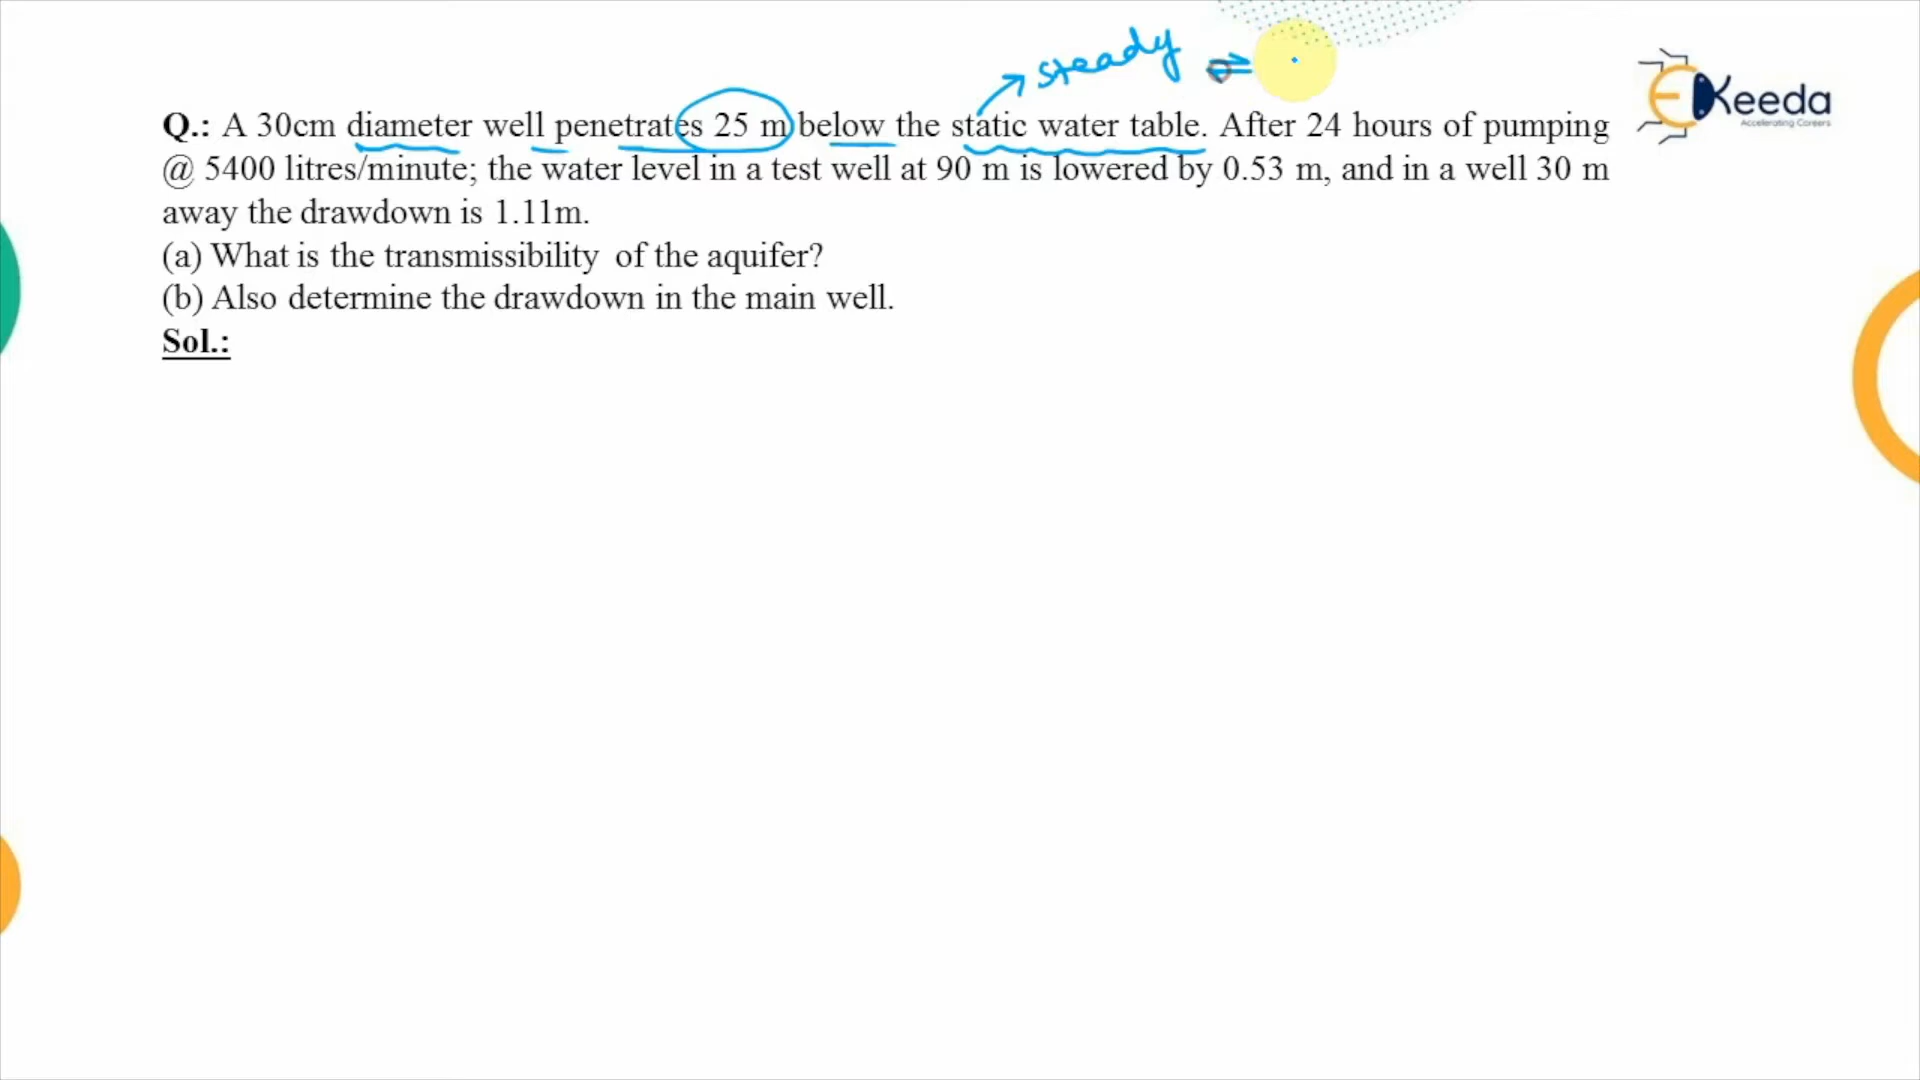 steady ⇌
Keeda
Accelerating Careers
Q.: A 30cm diameter well penetrates 25 m below the static water table. After 24 hours of pumping
@ 5400 litres/minute; the water level in a test well at 90 m is lowered by 0.53 m, and in a well 30 m
away the drawdown is 1.11m.
(a) What is the transmissibility of the aquifer?
(b) Also determine the drawdown in the main well.
Sol.: